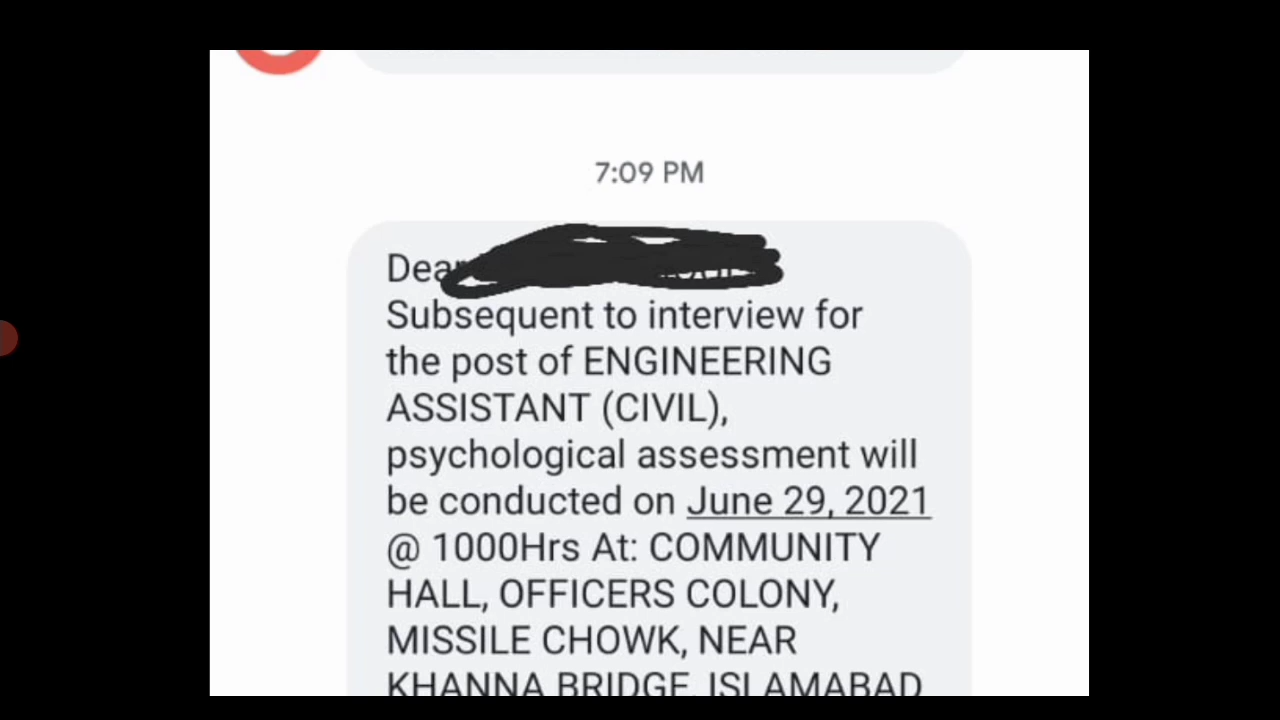 7:09 PM
Dear
Subsequent to interview for
the post of ENGINEERING
ASSISTANT (CIVIL),
psychological assessment will
be conducted on June 29, 2021
@ 1000Hrs At: COMMUNITY
HALL, OFFICERS COLONY,
MISSILE CHOWK, NEAR
KHANNA BRIDGE, ISLAMABAD